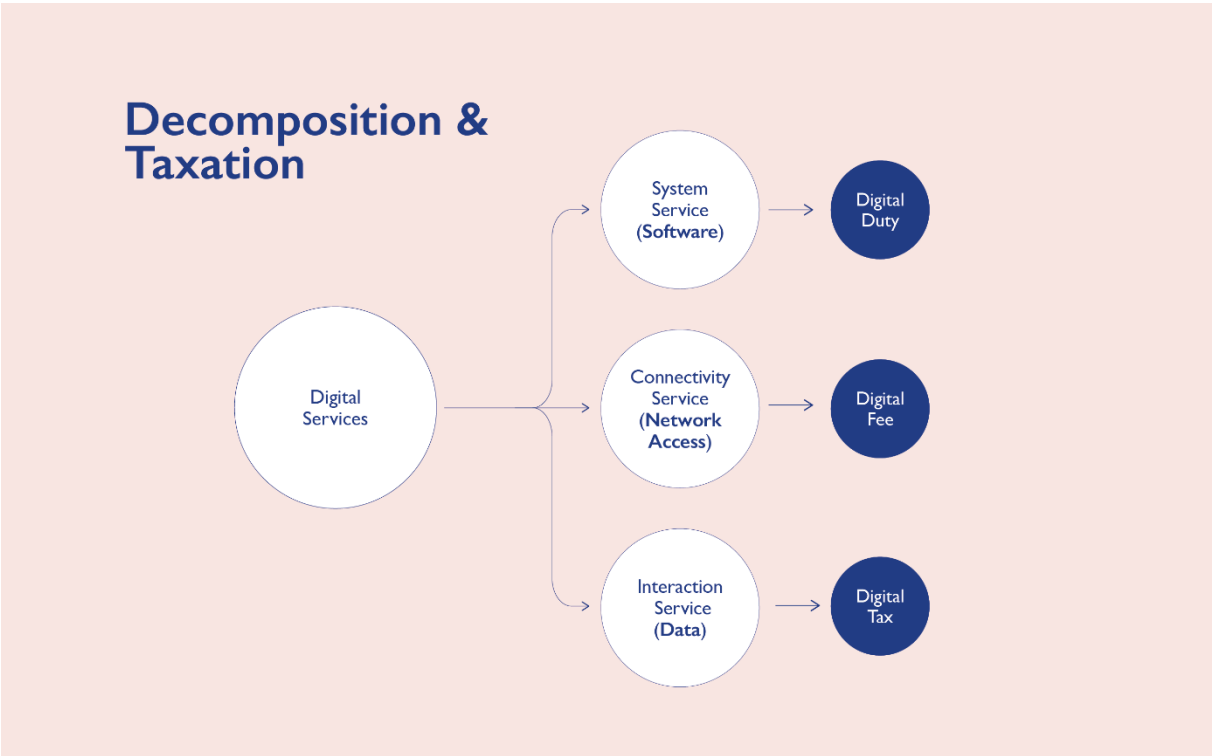 Decomposition &
Taxation
Digital
Services
System
Service
(Software)
Digital
Duty
Connectivity
Service
(Network
Access)
Digital
Fee
Interaction
Service
(Data)
Digital
Tax